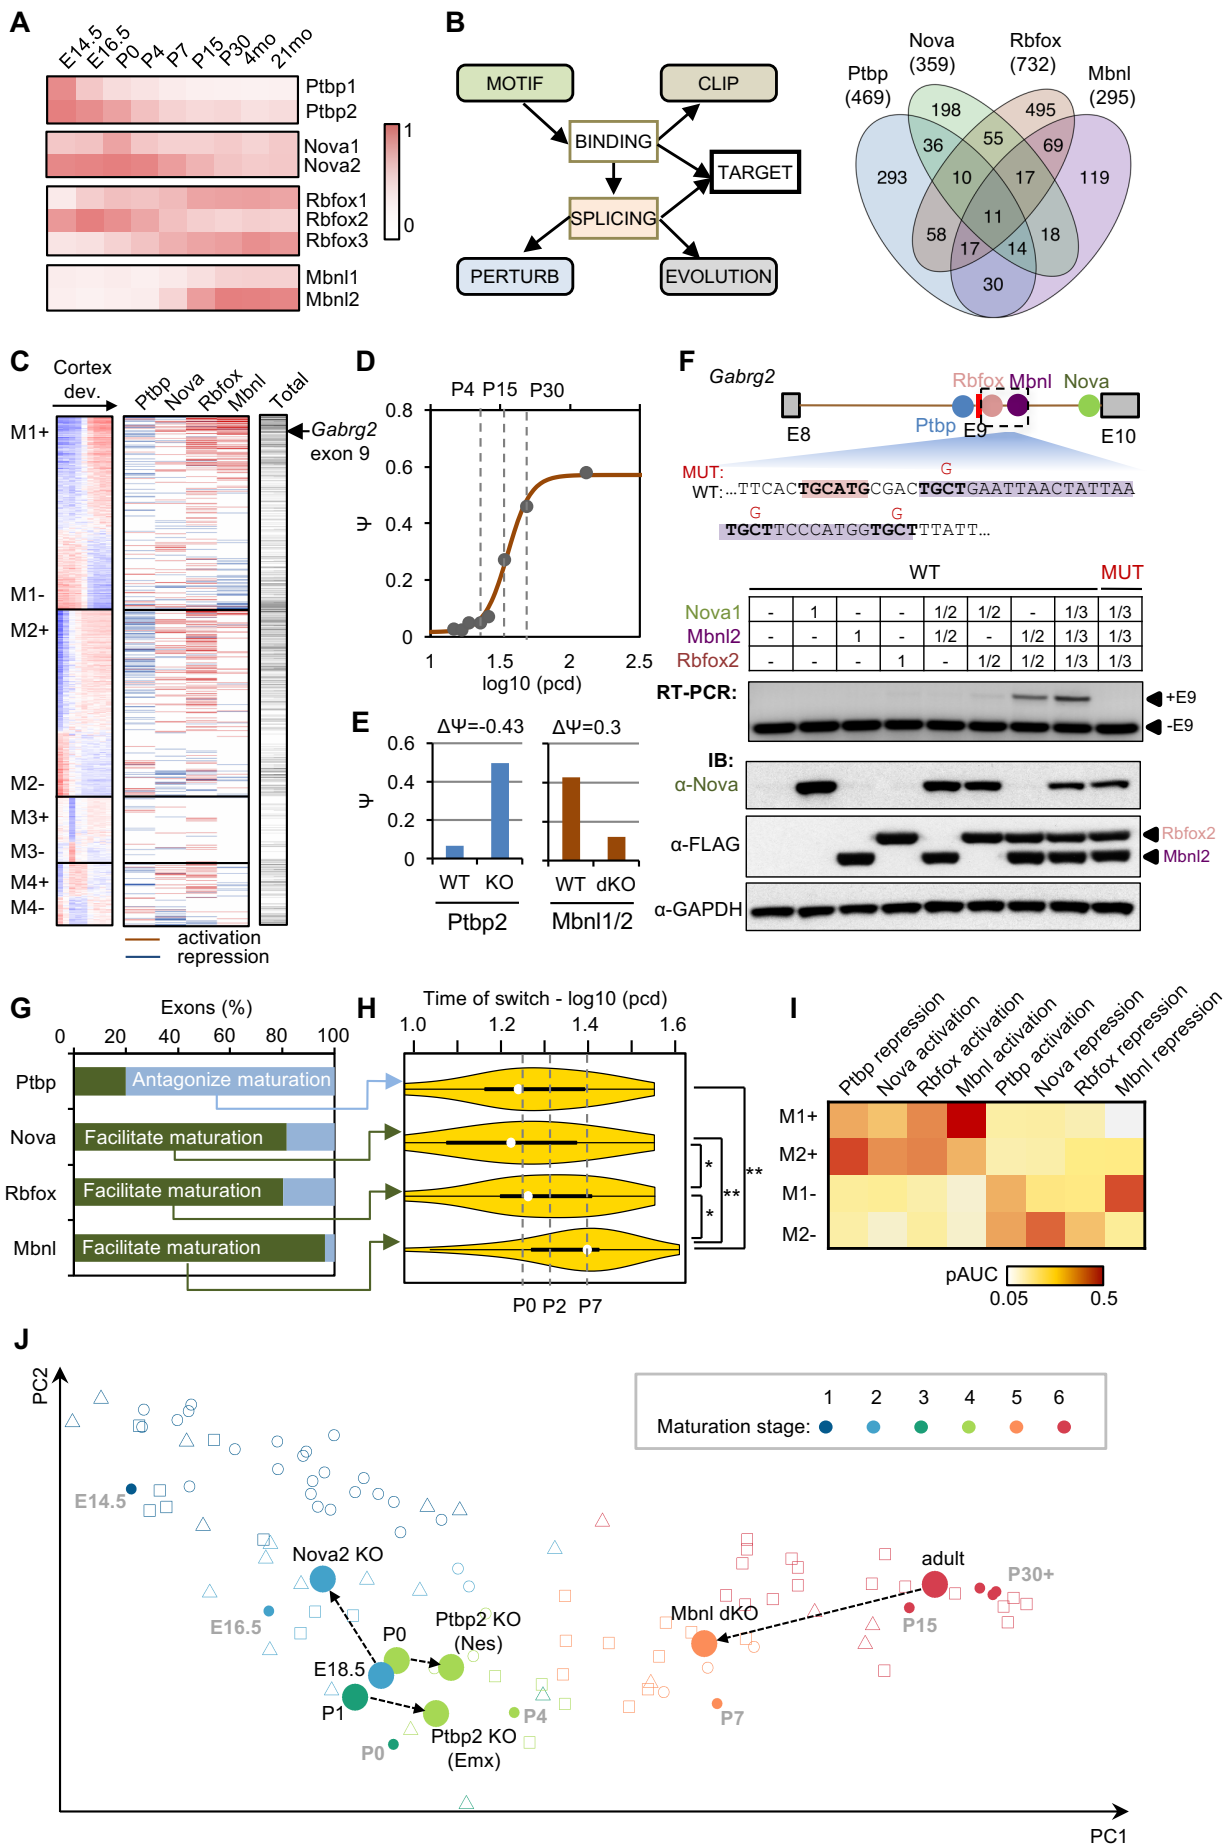 A
E14.5 E16.5 P0 P4 P7 P15 P30 4mo 21mo
Ptbp1
Ptbp2
Nova1
Nova2
Rbfox1
Rbfox2
Rbfox3
Mbnl1
Mbnl2
1
0
B
MOTIF
CLIP
BINDING
TARGET
SPLICING
PERTURB
EVOLUTION
Ptbp
(469)
Nova
(359)
Rbfox
(732)
Mbnl
(295)
198 495
36 55 69
293 10 17 119
11
58 17 14 18
30
C
Cortex
dev.
Ptbp Nova Rbfox Mbnl Total
M1+
M1-
M2+
M2-
M3+
M3-
M4+
M4-
Gabrg2
exon 9
activation
repression
D
P4 P15 P30
0.8
0.6
0.4
0.2
0
Ψ
1 1.5 2 2.5
log10 (pcd)
E
ΔΨ=-0.43 ΔΨ=0.3
0.6
0.4
0.2
0
Ψ
WT KO WT dKO
Ptbp2 Mbnl1/2
F
Gabrg2
Rbfox Mbnl Nova
Ptbp
E8 E9 E10
G
MUT:
WT: ...TTCACTGCATGCGACTGCTGAATTAACTATTAA
G G
TGCTTCCCATGGTGCTTTATT...
WT MUT
Nova1 - 1 - - 1/2 1/2 - 1/3 1/3
Mbnl2 - - 1 - 1/2 - 1/2 1/3 1/3
Rbfox2 - - - 1 - 1/2 1/2 1/3 1/3
RT-PCR:
+E9
-E9
IB:
α-Nova
α-FLAG
Rbfox2
Mbnl2
α-GAPDH
G
Exons (%)
0 20 40 60 80 100
Ptbp
Antagonize maturation
Nova
Facilitate maturation
Rbfox
Facilitate maturation
Mbnl
Facilitate maturation
H
Time of switch - log10 (pcd)
1.0 1.2 1.4 1.6
*
*
**
**
P0 P2 P7
I
Ptbp repression
Nova activation
Rbfox activation
Mbnl activation
Ptbp activation
Nova repression
Rbfox repression
Mbnl repression
M1+
M2+
M1-
M2-
pAUC
0.05 0.5
J
PC2
1 2 3 4 5 6
Maturation stage:
E14.5
Nova2 KO
E16.5
P0
Ptbp2 KO
(Nes)
E18.5
P1
Ptbp2 KO
(Emx)
P0
P4
Mbnl dKO
P7
adult
P30+
P15
PC1